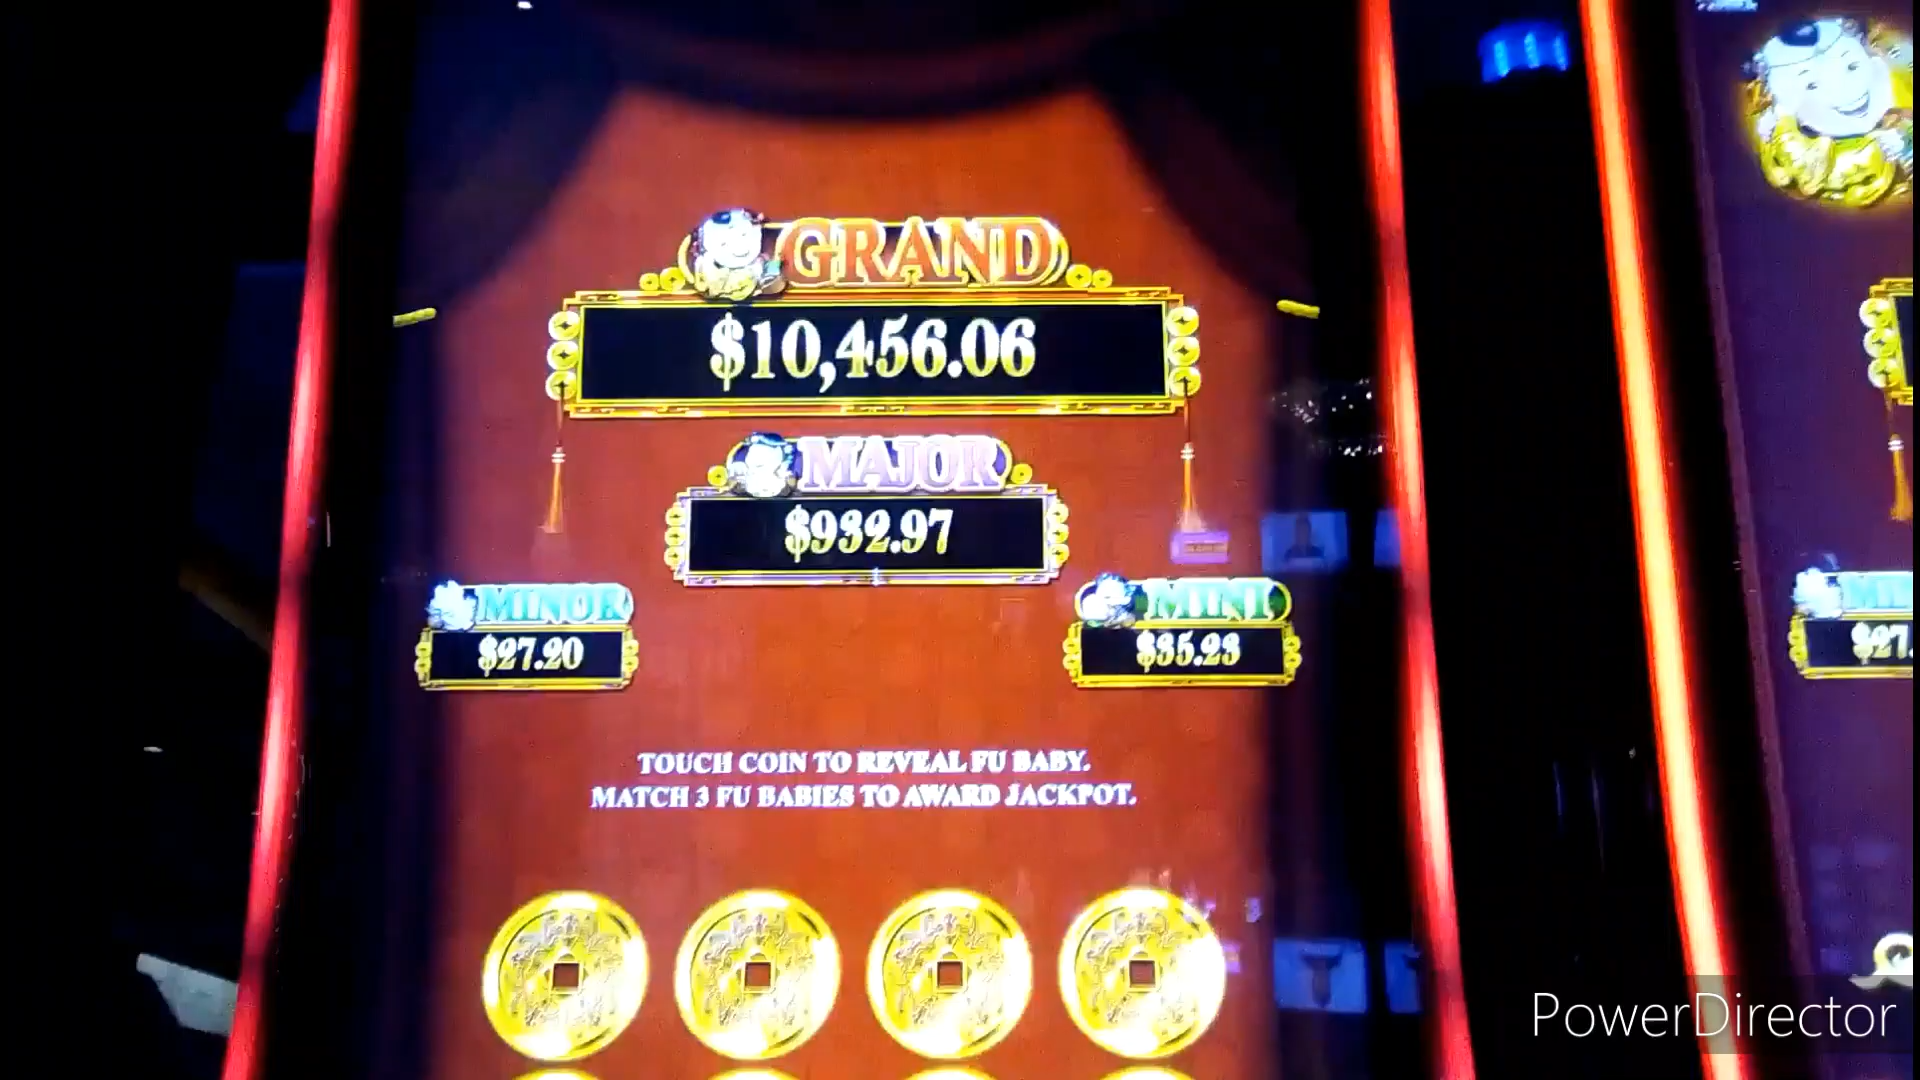 GRAND
$10,456.06
MAJOR
$932.97
MINOR
$27.20
MINI
$35.23
$27.
TOUCH COIN TO REVEAL FU BABY.
MATCH 3 FU BABIES TO AWARD JACKPOT.
PowerDirector